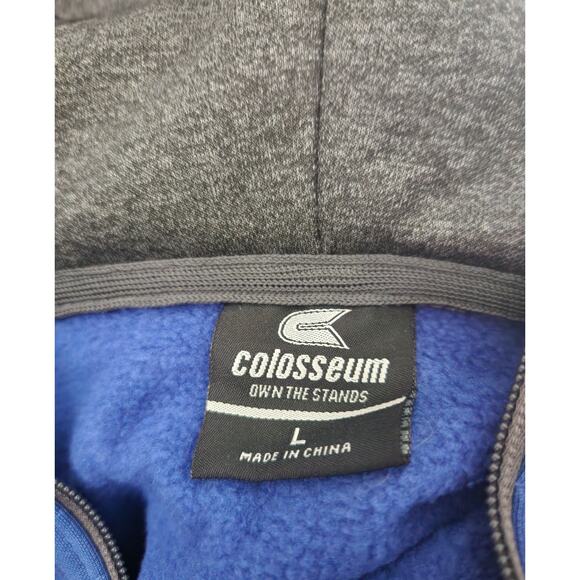 colosseum
OWN THE STANDS
L
MADE IN CHINA